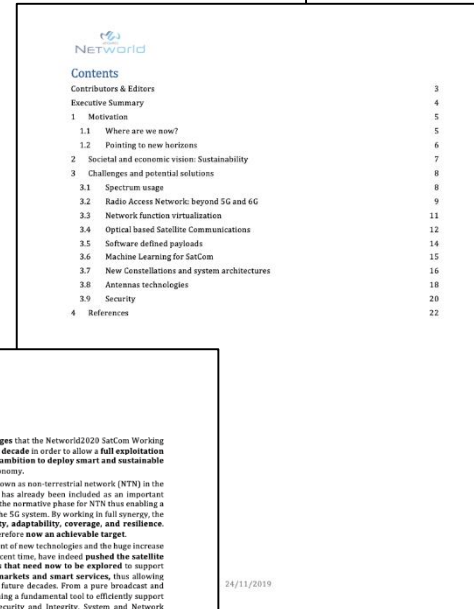 NETWorld
Contents
Contributors & Editors 3
Executive Summary 4
1 Motivation 5
1.1 Where are we now? 5
1.2 Pointing to new horizons 6
2 Societal and economic vision: Sustainability 7
3 Challenges and potential solutions 8
3.1 Spectrum usage 8
3.2 Radio Access Network: beyond 5G and 6G 9
3.3 Network function virtualization 11
3.4 Optical based Satellite Communications 12
3.5 Software defined payloads 14
3.6 Machine Learning for SatCom 15
3.7 New Constellations and system architectures 16
3.8 Antennas technologies 18
3.9 Security 20
4 References 22
ges that the Networld2020 SatCom Working
decade in order to allow a full exploitation
ambition to deploy smart and sustainable
onomy.
own as non-terrestrial network (NTN) in the
has already been included as an important
the normative phase for NTN thus enabling a
he 5G system. By working in full synergy, the
ty, adaptability, coverage, and resilience.
erefore now an achievable target.
nt of new technologies and the huge increase
cent time, have indeed pushed the satellite
s that need now to be explored to support
markets and smart services, thus allowing
future decades. From a pure broadcast and
uing a fundamental tool to efficiently support
ecurity and Integrity, System and Network
24/11/2019